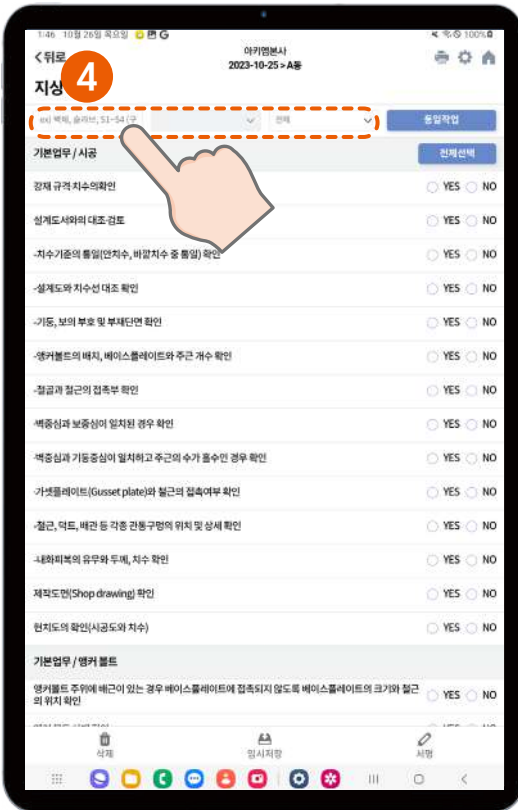 1:46 10월 26일 목요일
100%
<뒤로
아키엠본사
2023-10-25 > A동
4
지상
ex) 벽체, 슬라브, S1~S4 (구
전체
동일작업
기본업무 / 시공
전체선택
강재 규격·치수의확인
YES NO
설계도서와의 대조·검토
YES NO
-치수기준의 통일(안치수, 바깥치수 중 통일) 확인
YES NO
-설계도와 치수선 대조 확인
YES NO
-기둥, 보의 부호 및 부재단면 확인
YES NO
-앵커볼트의 배치, 베이스플레이트와 주근 개수 확인
YES NO
-철골과 철근의 접촉부 확인
YES NO
-벽중심과 보중심이 일치된 경우 확인
YES NO
-벽중심과 기둥중심이 일치하고 주근의 수가 홀수인 경우 확인
YES NO
-가셋플레이트(Gusset plate)와 철근의 접촉여부 확인
YES NO
-철근, 덕트, 배관 등 각종 관통구멍의 위치 및 상세 확인
YES NO
-내화피복의 유무와 두께, 치수 확인
YES NO
제작도면(Shop drawing) 확인
YES NO
현치도의 확인(시공도와 치수)
YES NO
기본업무 / 앵커 볼트
앵커볼트 주위에 배근이 있는 경우 베이스플레이트에 접촉되지 않도록 베이스플레이트의 크기와 철근
의 위치 확인
YES NO
삭제
임시저장
서명